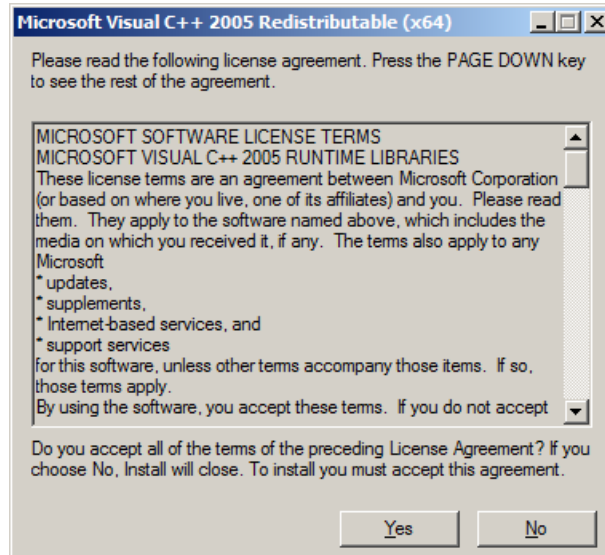 Microsoft Visual C++ 2005 Redistributable (x64)
Please read the following license agreement. Press the PAGE DOWN key
to see the rest of the agreement.
MICROSOFT SOFTWARE LICENSE TERMS
MICROSOFT VISUAL C++ 2005 RUNTIME LIBRARIES
These license terms are an agreement between Microsoft Corporation
(or based on where you live, one of its affiliates) and you.  Please read
them.  They apply to the software named above, which includes the
media on which you received it, if any.  The terms also apply to any
Microsoft
* updates,
* supplements,
* Internet-based services, and
* support services
for this software, unless other terms accompany those items.  If so,
those terms apply.
By using the software, you accept these terms.  If you do not accept
Do you accept all of the terms of the preceding License Agreement? If you
choose No, Install will close. To install you must accept this agreement.
Yes
No